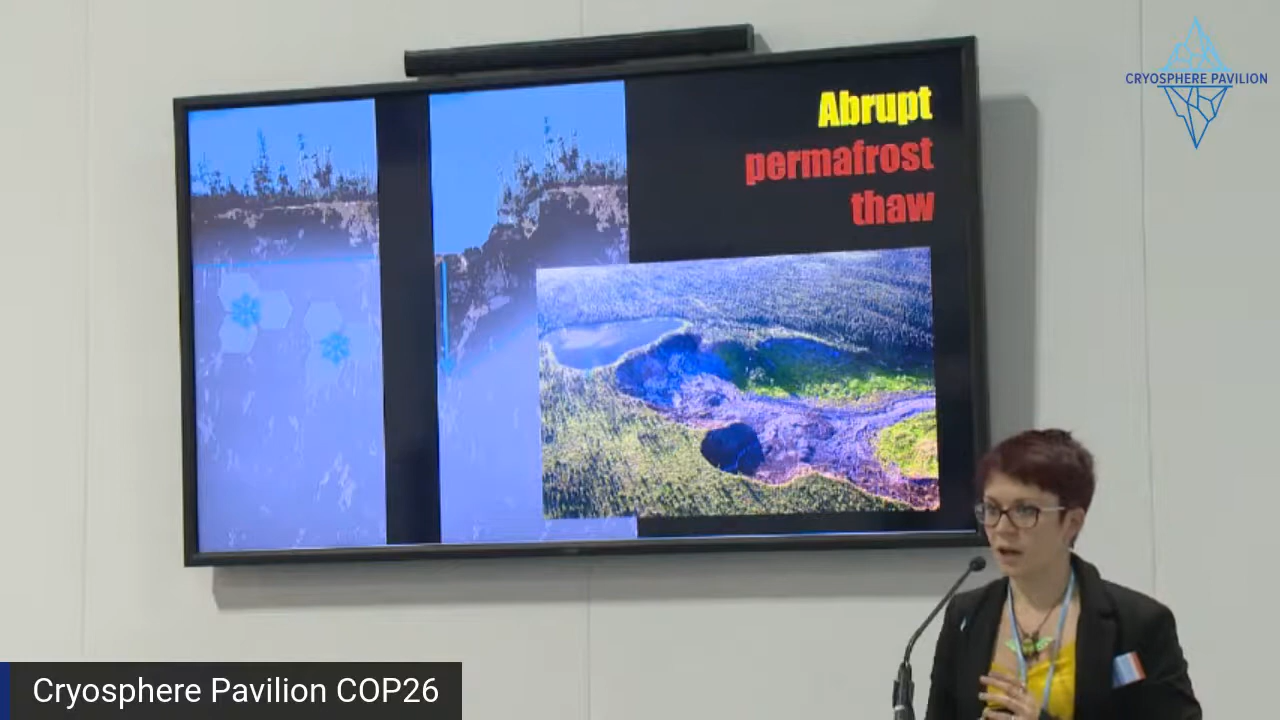 Abrupt
permafrost
thaw
CRYOSPHERE PAVILION
Cryosphere Pavilion COP26